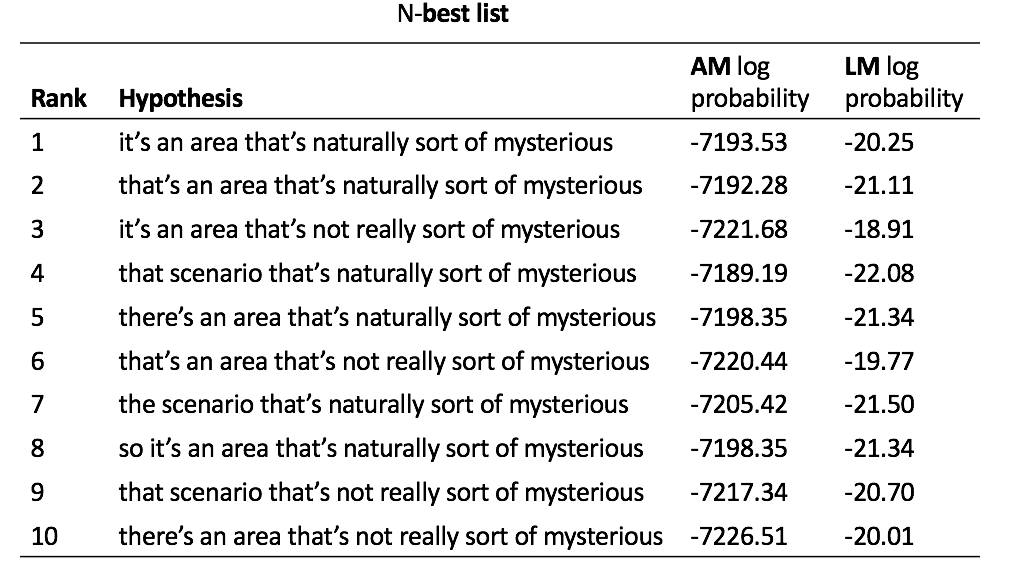 N-best list
Rank Hypothesis AM log probability LM log probability
1 it’s an area that’s naturally sort of mysterious -7193.53 -20.25
2 that’s an area that’s naturally sort of mysterious -7192.28 -21.11
3 it’s an area that’s not really sort of mysterious -7221.68 -18.91
4 that scenario that’s naturally sort of mysterious -7189.19 -22.08
5 there’s an area that’s naturally sort of mysterious -7198.35 -21.34
6 that’s an area that’s not really sort of mysterious -7220.44 -19.77
7 the scenario that’s naturally sort of mysterious -7205.42 -21.50
8 so it’s an area that’s naturally sort of mysterious -7198.35 -21.34
9 that scenario that’s not really sort of mysterious -7217.34 -20.70
10 there’s an area that’s not really sort of mysterious -7226.51 -20.01